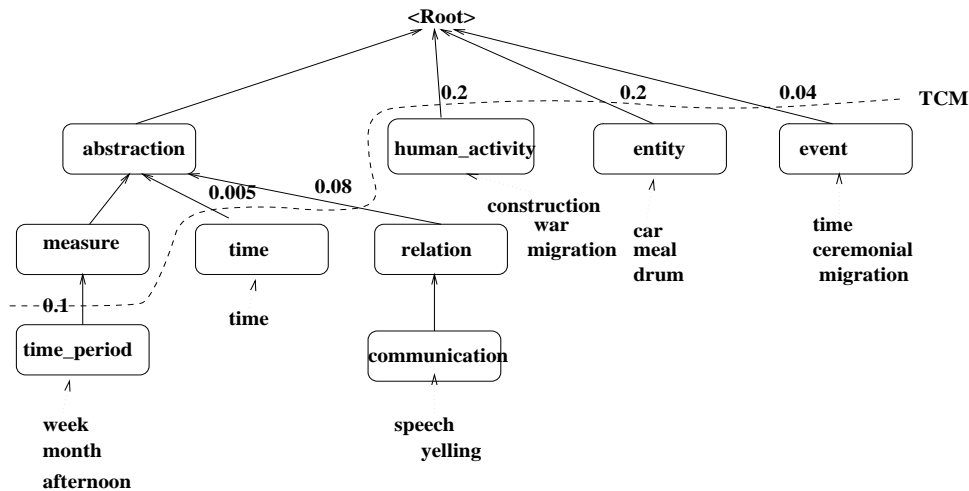 <Root>
0.2
0.2
0.04
TCM
abstraction
human_activity
entity
event
0.005
0.08
construction
war
migration
car
meal
drum
time
ceremonial
migration
measure
time
relation
0.1
time
time_period
communication
week
month
afternoon
speech
yelling